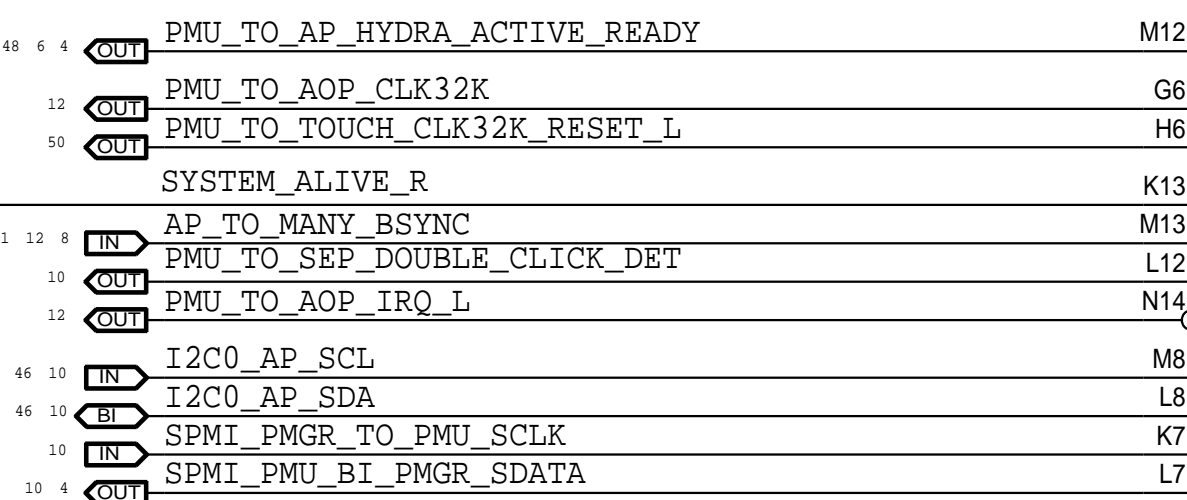 48 6 4 OUT PMU_TO_AP_HYDRA_ACTIVE_READY M12
12 OUT PMU_TO_AOP_CLK32K G6
50 OUT PMU_TO_TOUCH_CLK32K_RESET_L H6
SYSTEM_ALIVE_R K13
1 12 8 IN AP_TO_MANY_BSYNC M13
10 OUT PMU_TO_SEP_DOUBLE_CLICK_DET L12
12 OUT PMU_TO_AOP_IRQ_L N14
46 10 IN I2C0_AP_SCL M8
46 10 BI I2C0_AP_SDA L8
10 IN SPMI_PMGR_TO_PMU_SCLK K7
10 4 OUT SPMI_PMU_BI_PMGR_SDATA L7